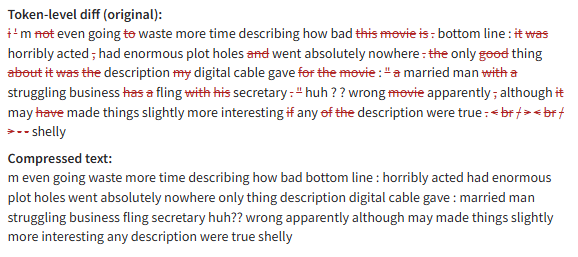 Token-level diff (original):
i ' m not even going to waste more time describing how bad this movie is . bottom line : it was
horribly acted , had enormous plot holes and went absolutely nowhere . the only good thing
about it was the description my digital cable gave for the movie : " a married man with a
struggling business has a fling with his secretary . " huh ? ? wrong movie apparently , although it
may have made things slightly more interesting if any of the description were true . < br / > < br /
> - - shelly
Compressed text:
m even going waste more time describing how bad bottom line : horribly acted had enormous
plot holes went absolutely nowhere only thing description digital cable gave : married man
struggling business fling secretary huh?? wrong apparently although may made things slightly
more interesting any description were true shelly